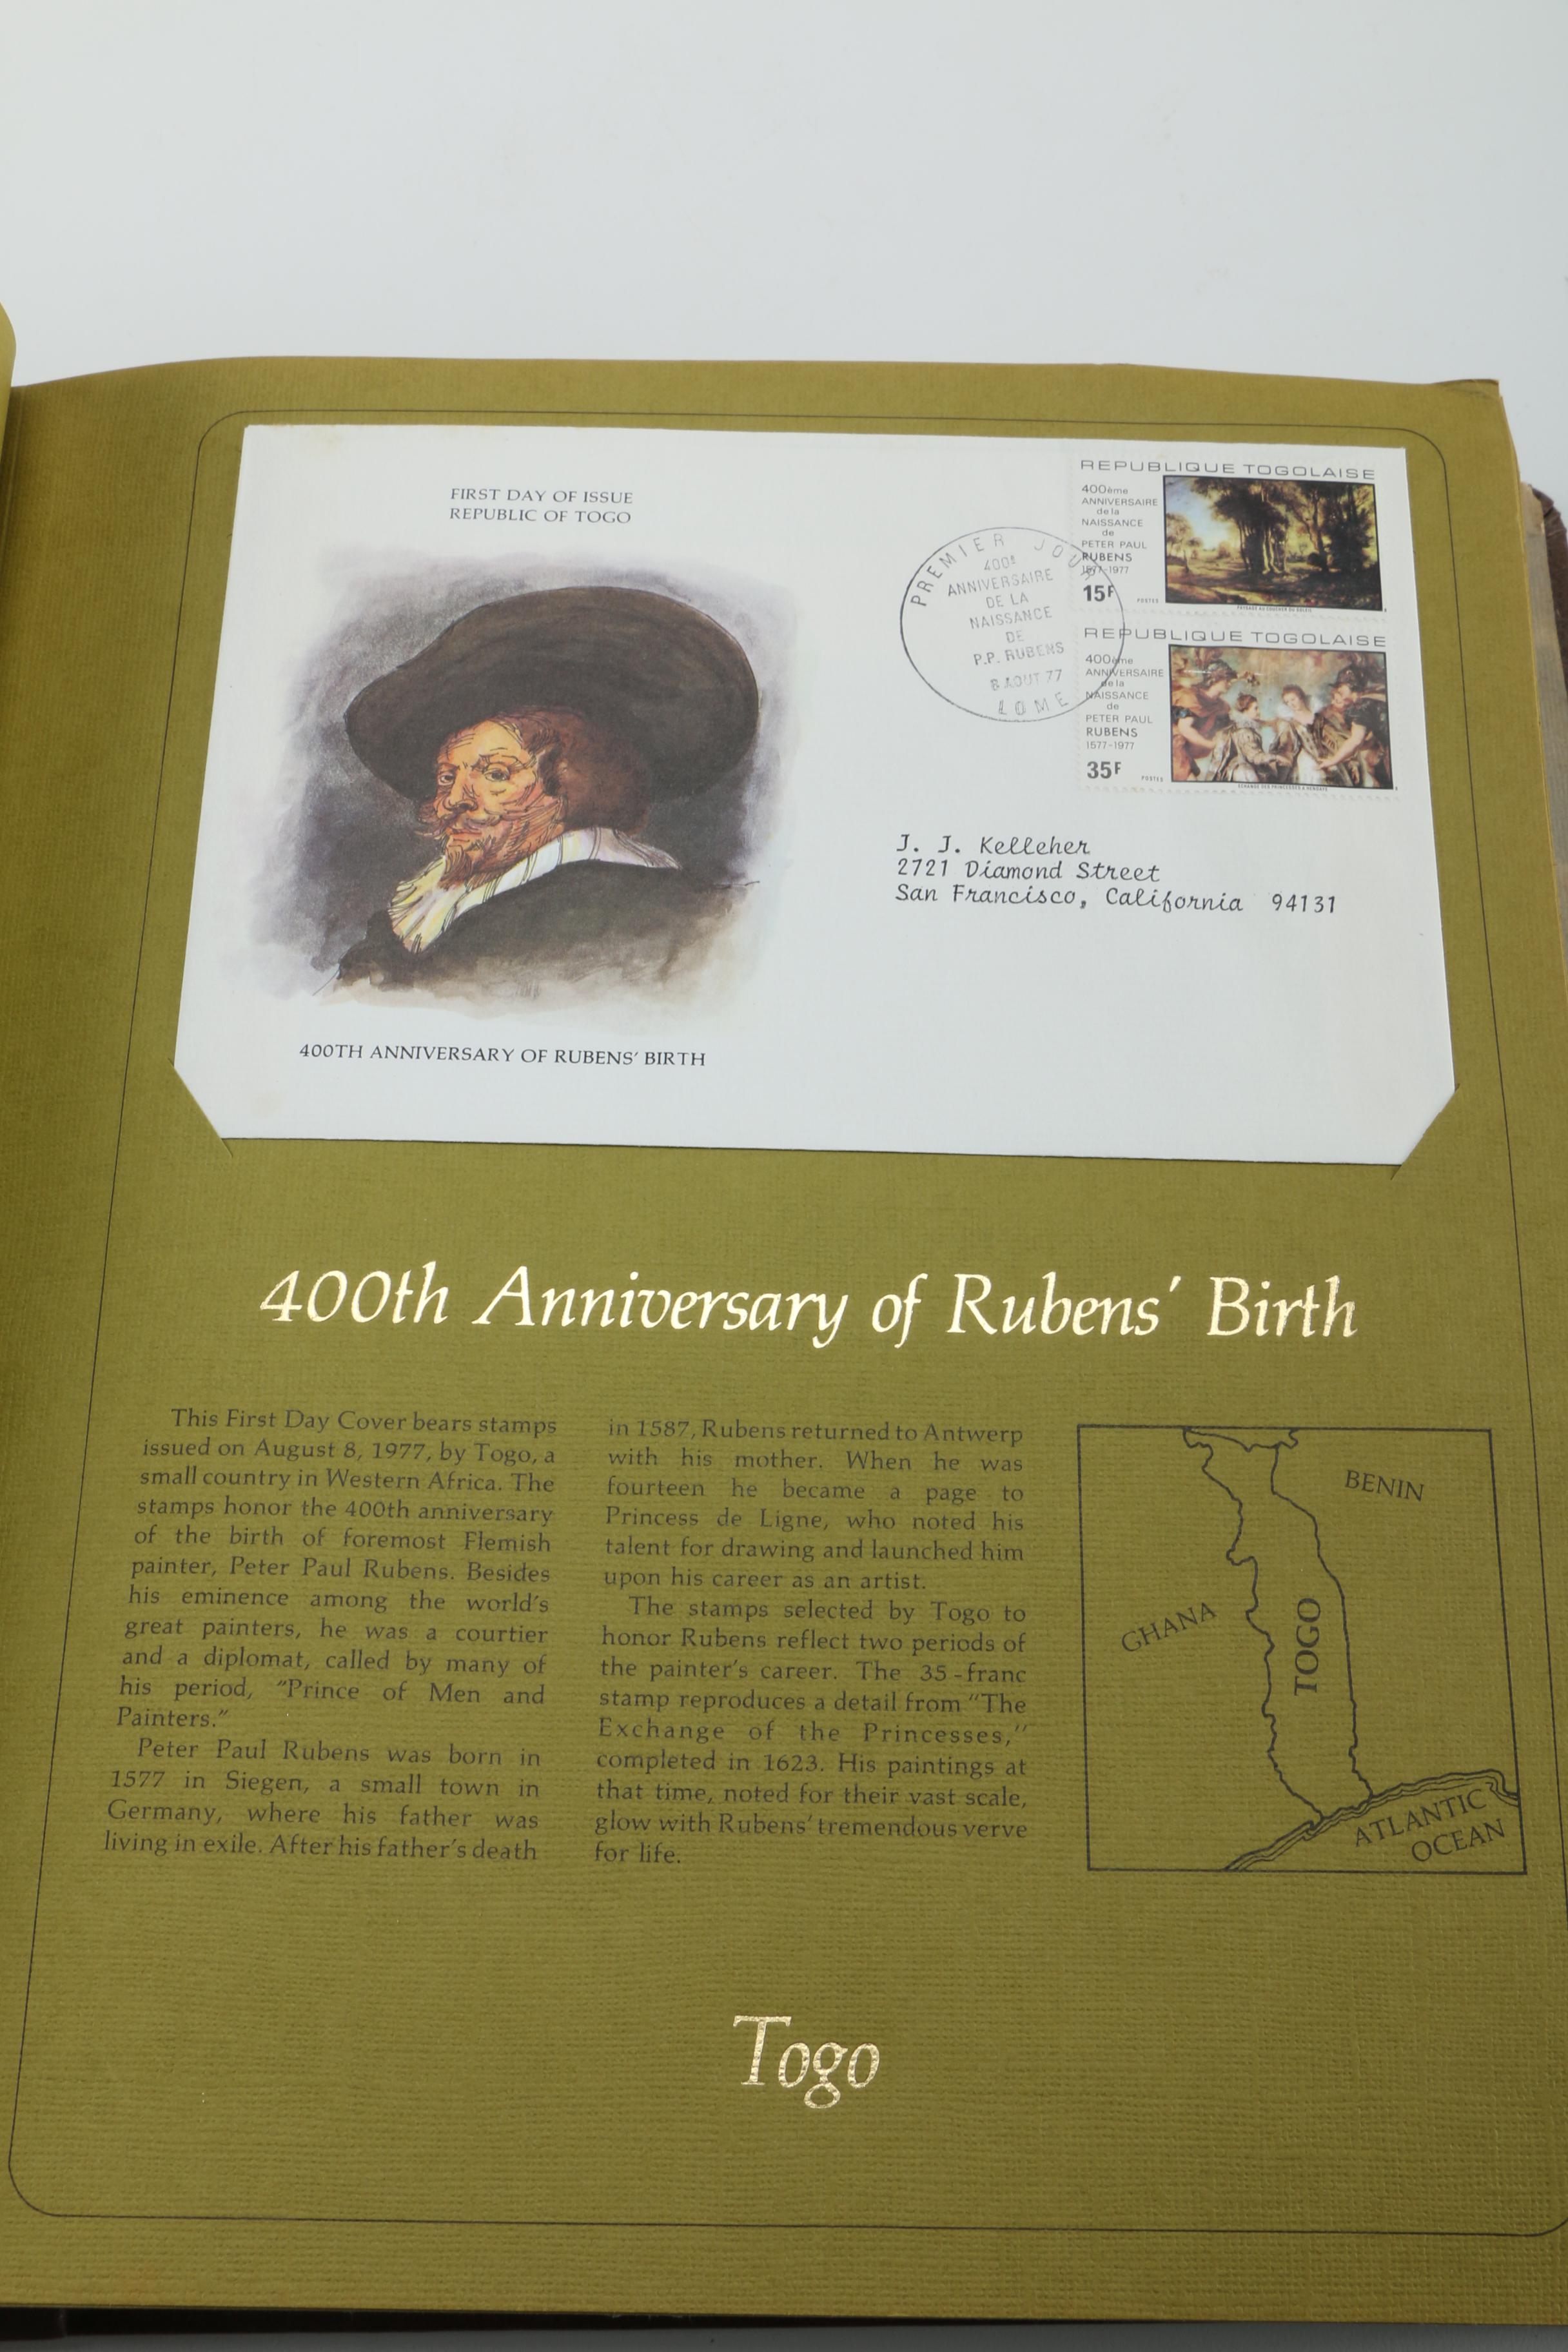 FIRST DAY OF ISSUE
REPUBLIC OF TOGO
400TH ANNIVERSARY OF RUBENS' BIRTH
PREMIER JOUR
400e
ANNIVERSAIRE
DE LA
NAISSANCE
DE
P.P. RUBENS
8 AOUT 77
LOME
REPUBLIQUE TOGOLAISE
400ème
ANNIVERSAIRE
de la
NAISSANCE
de
PETER PAUL
RUBENS
1577-1977
15F
POSTES
PAYSAGE AU COUCHER DU SOLEIL
REPUBLIQUE TOGOLAISE
400ème
ANNIVERSAIRE
de la
NAISSANCE
de
PETER PAUL
RUBENS
1577-1977
35F
POSTES
ECHANGE DES PRINCESSES A HENDAYE
J. J. Kelleher
2721 Diamond Street
San Francisco, California 94131
400th Anniversary of Rubens' Birth
This First Day Cover bears stamps
issued on August 8, 1977, by Togo, a
small country in Western Africa. The
stamps honor the 400th anniversary
of the birth of foremost Flemish
painter, Peter Paul Rubens. Besides
his eminence among the world's
great painters, he was a courtier
and a diplomat, called by many of
his period, "Prince of Men and
Painters."
Peter Paul Rubens was born in
1577 in Siegen, a small town in
Germany, where his father was
living in exile. After his father's death
in 1587, Rubens returned to Antwerp
with his mother. When he was
fourteen he became a page to
Princess de Ligne, who noted his
talent for drawing and launched him
upon his career as an artist.
The stamps selected by Togo to
honor Rubens reflect two periods of
the painter's career. The 35-franc
stamp reproduces a detail from "The
Exchange of the Princesses,"
completed in 1623. His paintings at
that time, noted for their vast scale,
glow with Rubens' tremendous verve
for life.
BENIN
GHANA
TOGO
ATLANTIC
OCEAN
Togo